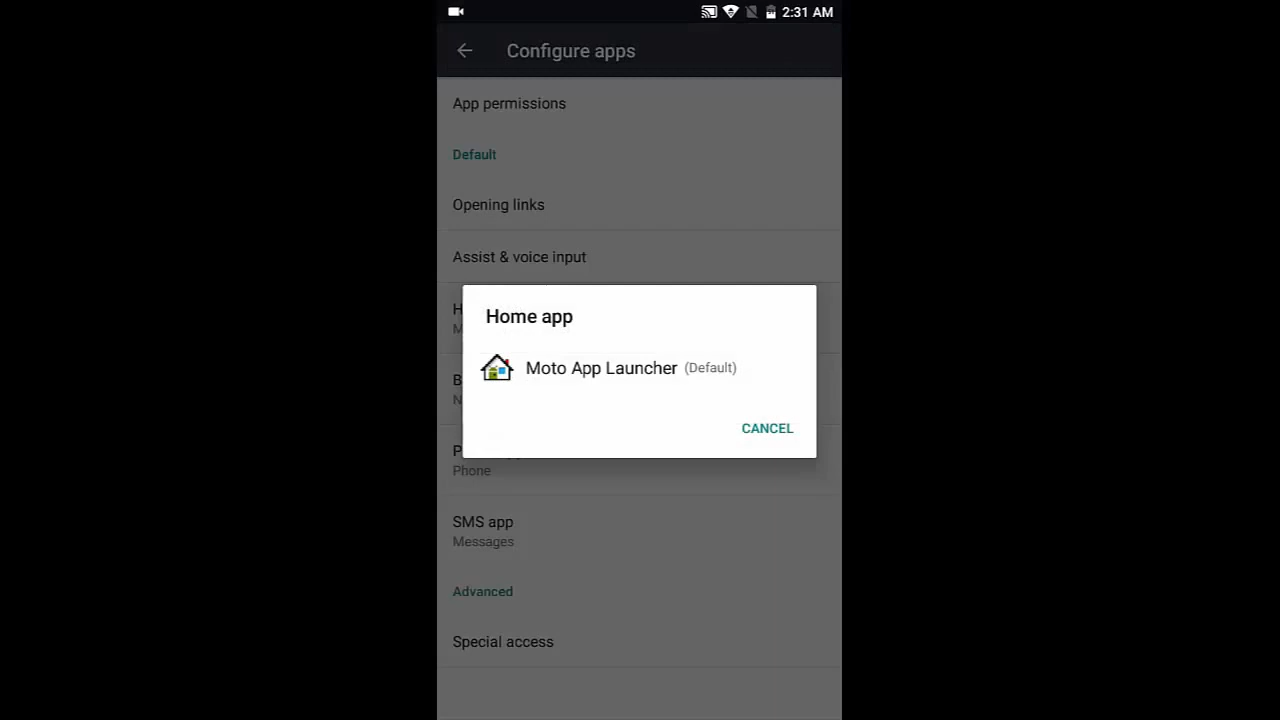 2:31 AM
Configure apps
App permissions
Default
Opening links
Assist & voice input
Home app
Moto App Launcher (Default)
CANCEL
Phone
SMS app
Messages
Advanced
Special access